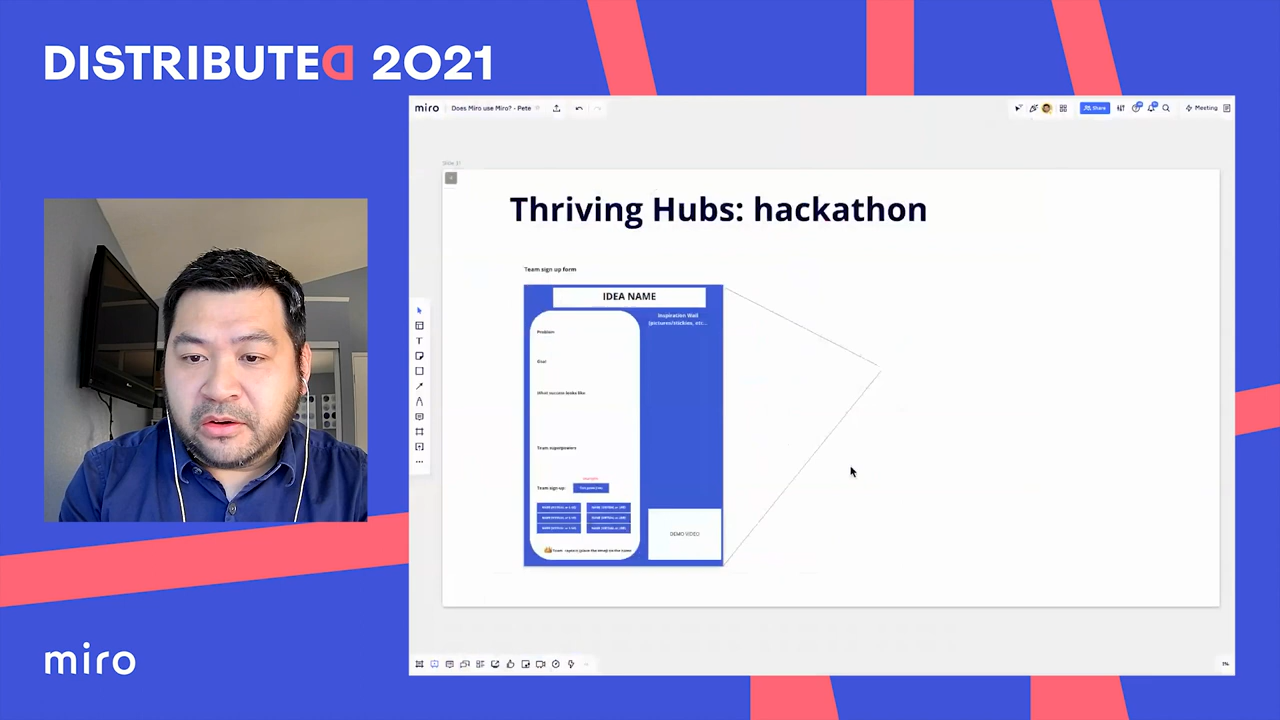 DISTRIBUTED 2021
miro
Does Miro use Miro? - Pete
Share
Meeting
Slide 31
Thriving Hubs: hackathon
Team sign up form
IDEA NAME
Inspiration Wall
(pictures/stickies, etc...
Problem
Goal
What success looks like
Team superpowers
Team sign-up:
DEMO VIDEO
miro